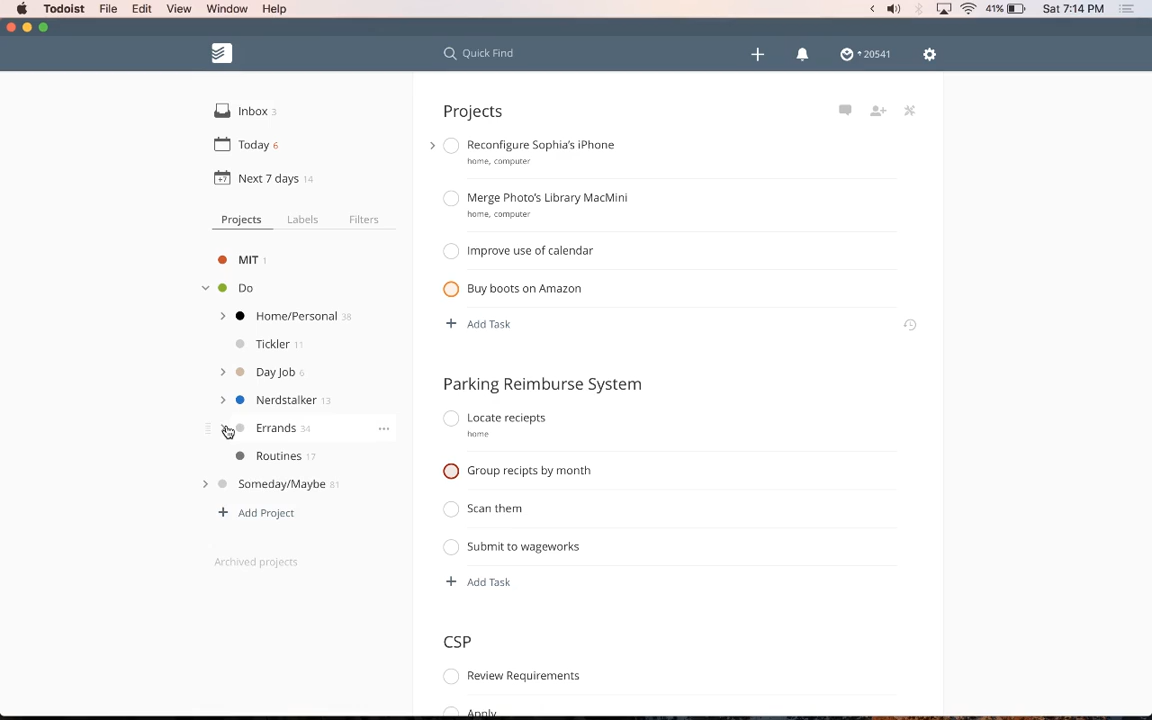 Todoist File Edit View Window Help 41% Sat 7:14 PM
Quick Find 20541
Inbox 3
Today 6
+7 Next 7 days 14
Projects Labels Filters
MIT 1
Do
Home/Personal 38
Tickler 11
Day Job 6
Nerdstalker 13
Errands 34
Routines 17
Someday/Maybe 81
+ Add Project
Archived projects
Projects
Reconfigure Sophia's iPhone
home, computer
Merge Photo's Library MacMini
home, computer
Improve use of calendar
Buy boots on Amazon
+ Add Task
Parking Reimburse System
Locate reciepts
home
Group recipts by month
Scan them
Submit to wageworks
+ Add Task
CSP
Review Requirements
Apply